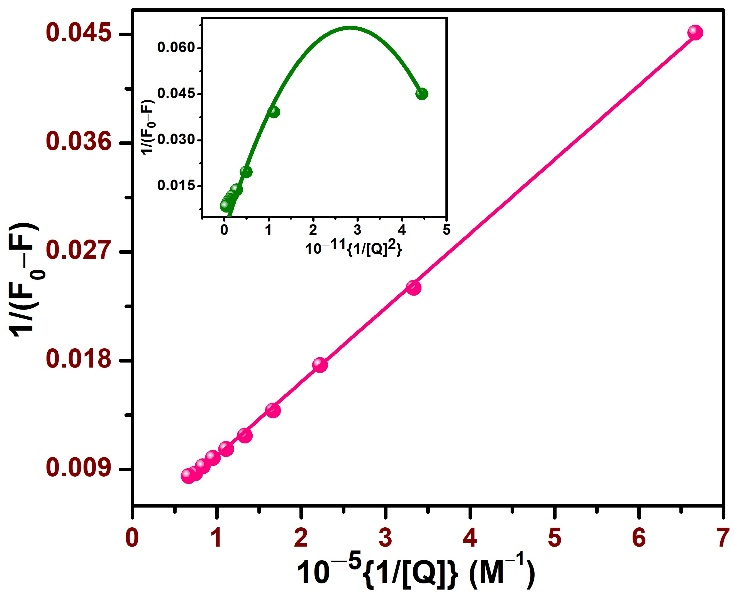 0.045
0.036
0.027
0.018
0.009
1/(F₀−F)
0 1 2 3 4 5 6 7
10⁻⁵{1/[Q]} (M⁻¹)
0.060
0.045
0.030
0.015
1/(F₀−F)
0 1 2 3 4 5
10⁻¹¹{1/[Q]²}